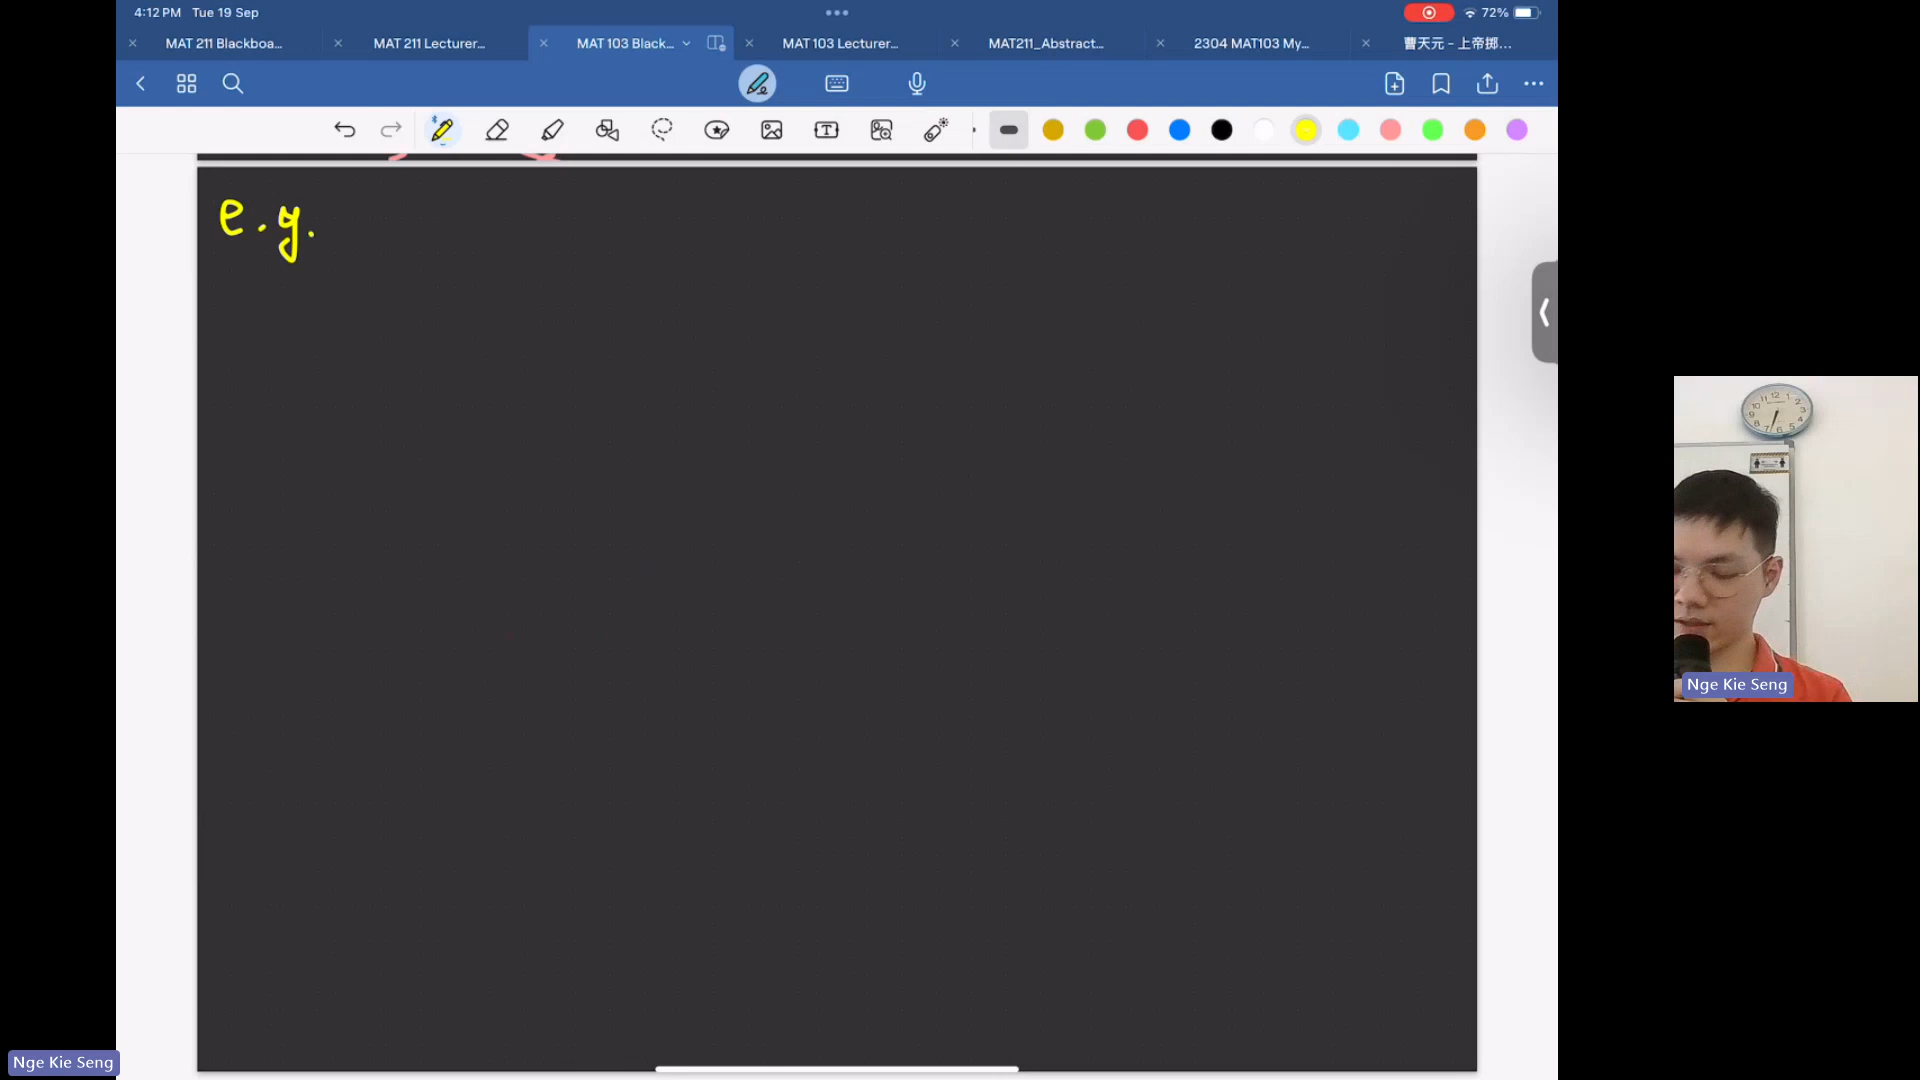 4:12 PM Tue 19 Sep
72%
MAT 211 Blackboa...
MAT 211 Lecturer...
MAT 103 Black...
MAT 103 Lecturer...
MAT211_Abstract...
2304 MAT103 My...
曹天元 - 上帝掷...
e.g.
Nge Kie Seng
Nge Kie Seng